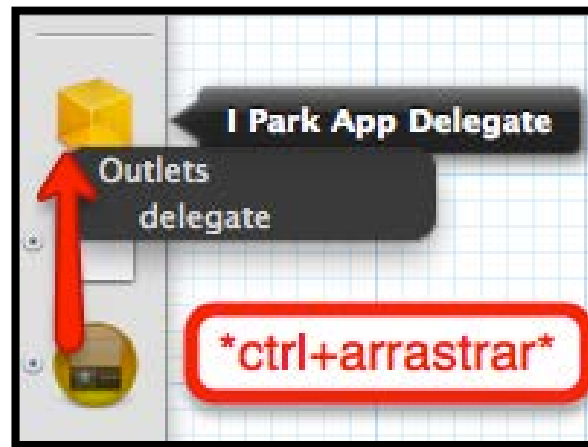 I Park App Delegate
Outlets
delegate
*ctrl+arrastrar*